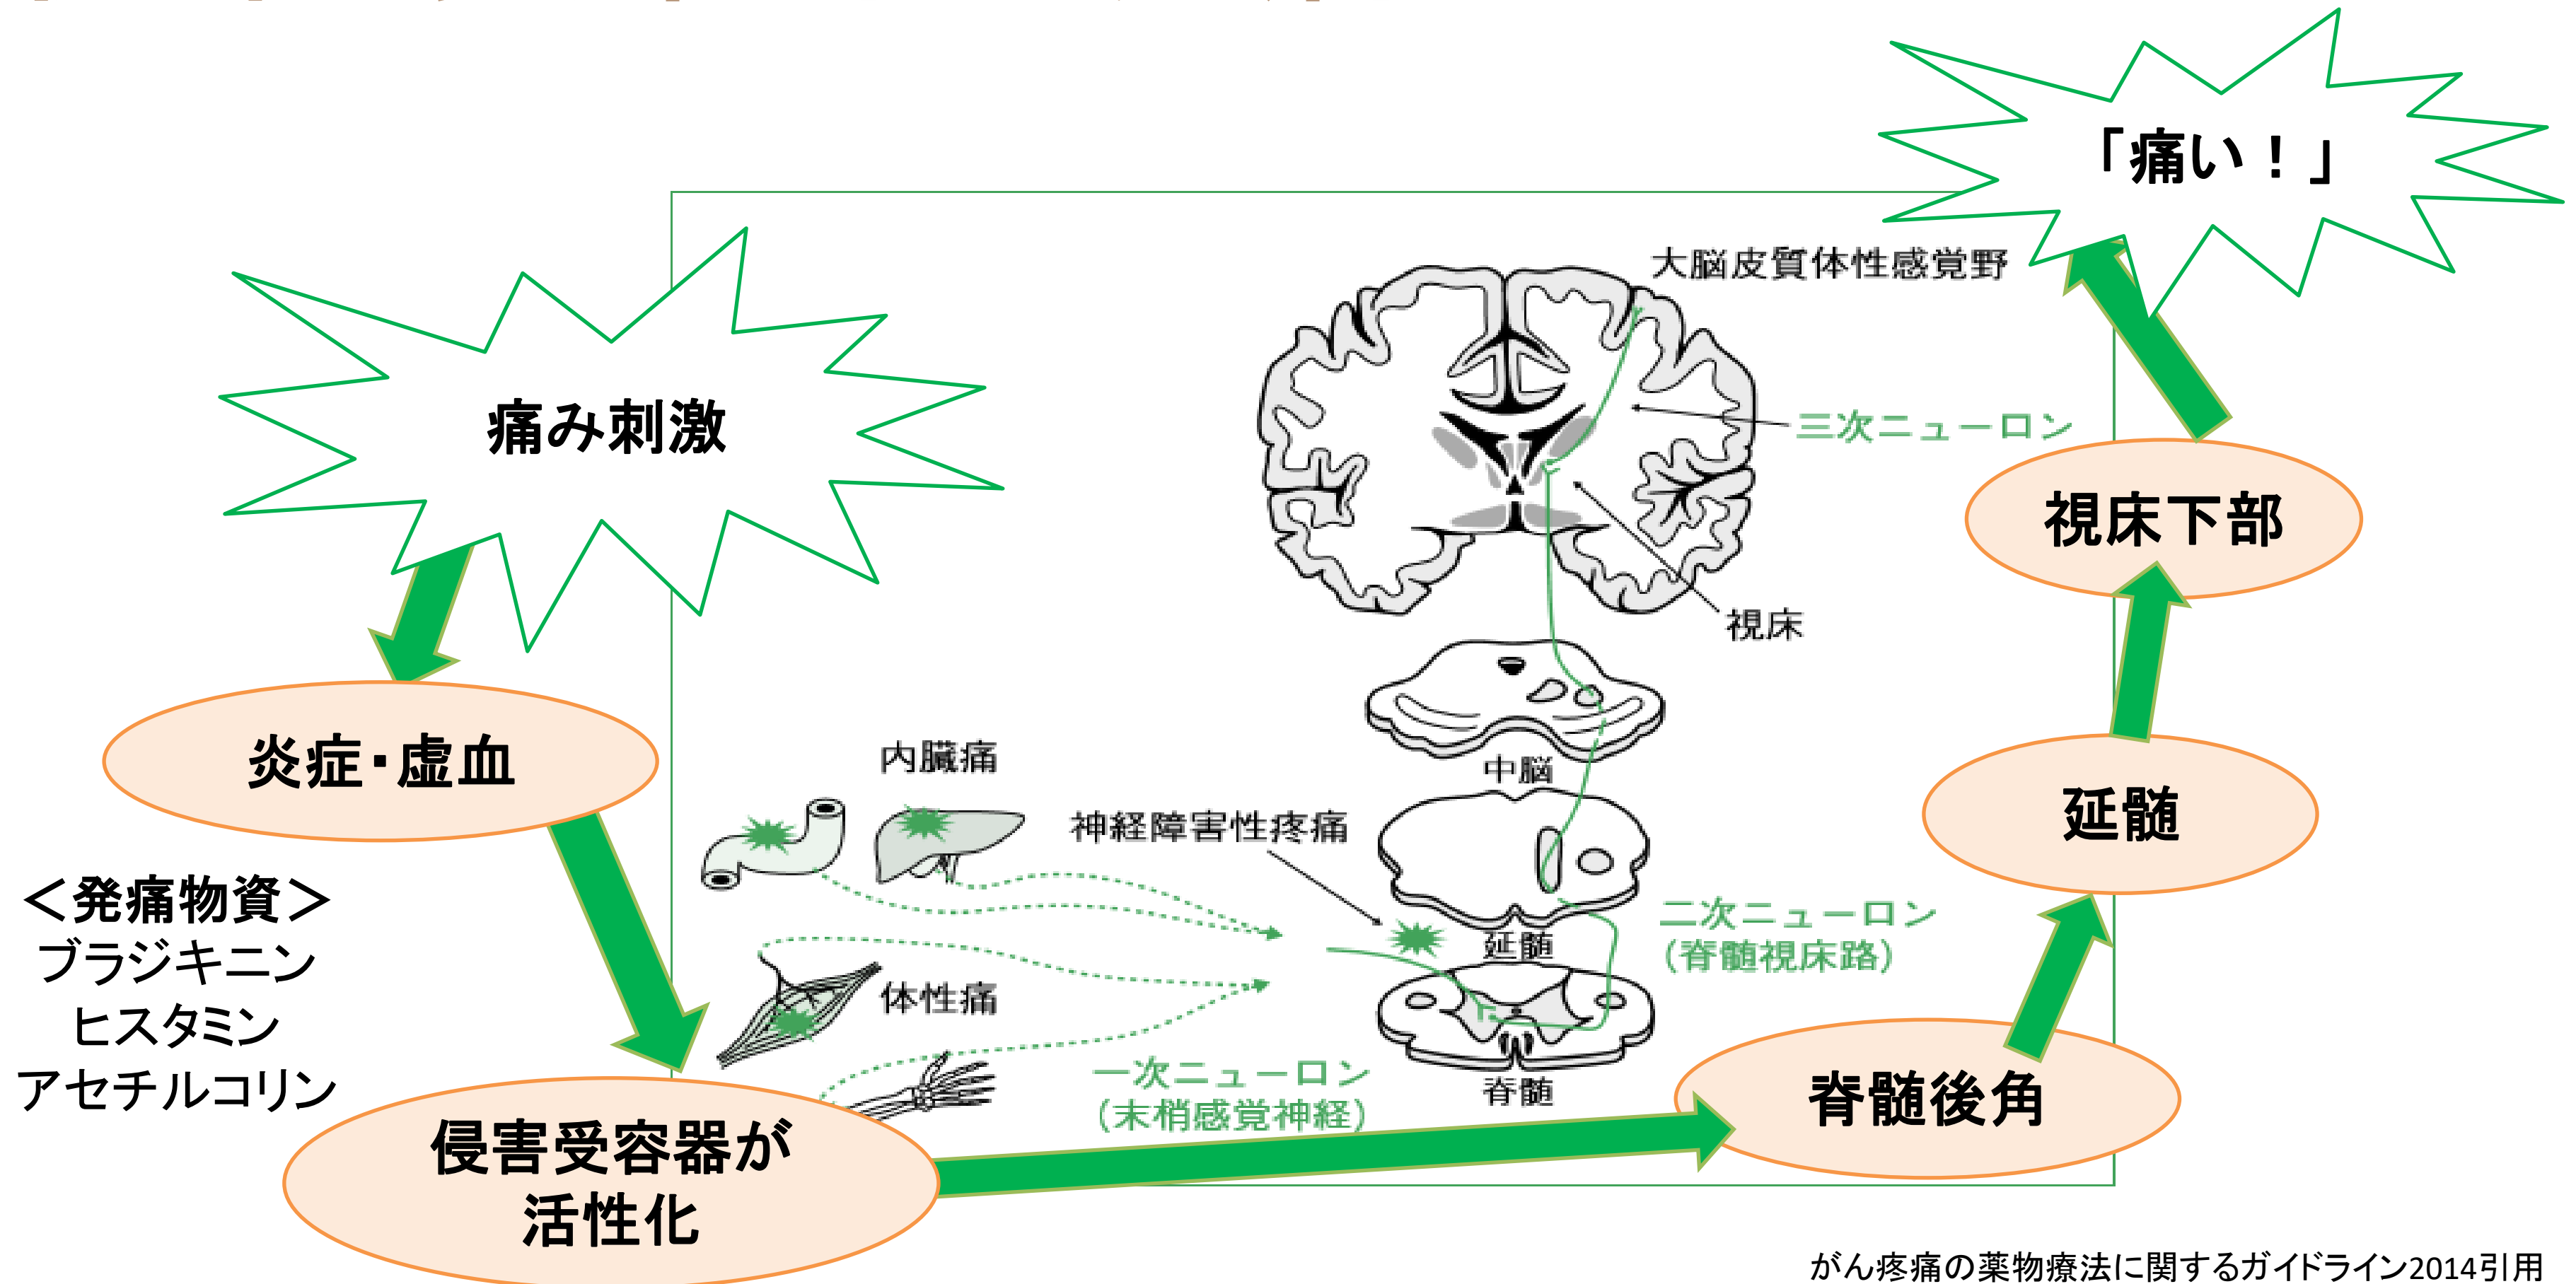 「痛い！」
大脳皮質体性感覚野
痛み刺激
三次ニューロン
視床下部
視床
炎症・虚血
内臓痛
中脳
神経障害性疼痛
延髄
＜発痛物資＞
ブラジキニン
ヒスタミン
アセチルコリン
延髄
二次ニューロン
(脊髄視床路)
体性痛
一次ニューロン
(末梢感覚神経)
脊髄
脊髄後角
侵害受容器が
活性化
がん疼痛の薬物療法に関するガイドライン2014引用